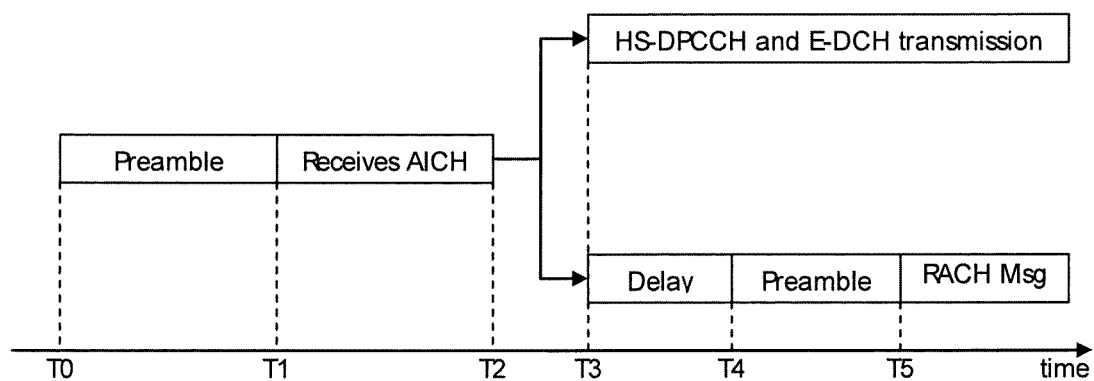 HS-DPCCH and E-DCH transmission
Preamble
Receives AICH
Delay
Preamble
RACH Msg
T0
T1
T2
T3
T4
T5
time